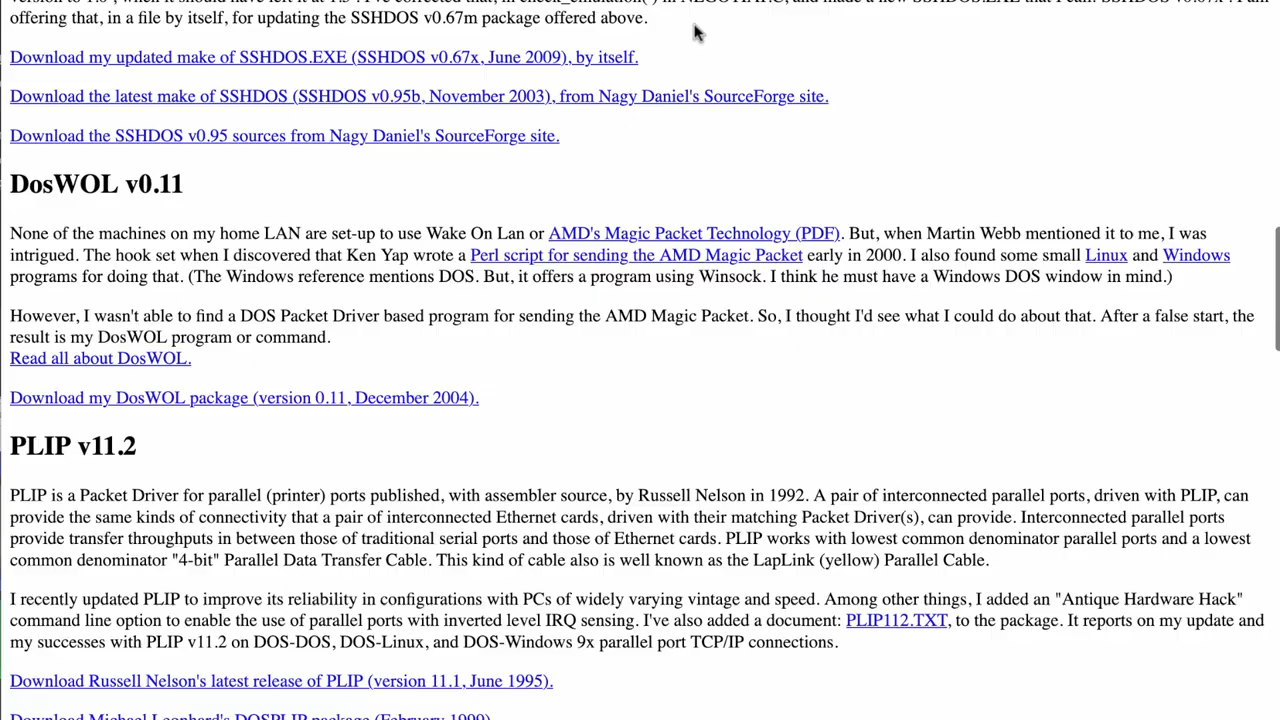 offering that, in a file by itself, for updating the SSHDOS v0.67m package offered above.
Download my updated make of SSHDOS.EXE (SSHDOS v0.67x, June 2009), by itself.
Download the latest make of SSHDOS (SSHDOS v0.95b, November 2003), from Nagy Daniel's SourceForge site.
Download the SSHDOS v0.95 sources from Nagy Daniel's SourceForge site.
DosWOL v0.11
None of the machines on my home LAN are set-up to use Wake On Lan or AMD's Magic Packet Technology (PDF). But, when Martin Webb mentioned it to me, I was
intrigued. The hook set when I discovered that Ken Yap wrote a Perl script for sending the AMD Magic Packet early in 2000. I also found some small Linux and Windows
programs for doing that. (The Windows reference mentions DOS. But, it offers a program using Winsock. I think he must have a Windows DOS window in mind.)
However, I wasn't able to find a DOS Packet Driver based program for sending the AMD Magic Packet. So, I thought I'd see what I could do about that. After a false start, the
result is my DosWOL program or command.
Read all about DosWOL.
Download my DosWOL package (version 0.11, December 2004).
PLIP v11.2
PLIP is a Packet Driver for parallel (printer) ports published, with assembler source, by Russell Nelson in 1992. A pair of interconnected parallel ports, driven with PLIP, can
provide the same kinds of connectivity that a pair of interconnected Ethernet cards, driven with their matching Packet Driver(s), can provide. Interconnected parallel ports
provide transfer throughputs in between those of traditional serial ports and those of Ethernet cards. PLIP works with lowest common denominator parallel ports and a lowest
common denominator "4-bit" Parallel Data Transfer Cable. This kind of cable also is well known as the LapLink (yellow) Parallel Cable.
I recently updated PLIP to improve its reliability in configurations with PCs of widely varying vintage and speed. Among other things, I added an "Antique Hardware Hack"
command line option to enable the use of parallel ports with inverted level IRQ sensing. I've also added a document: PLIP112.TXT, to the package. It reports on my update and
my successes with PLIP v11.2 on DOS-DOS, DOS-Linux, and DOS-Windows 9x parallel port TCP/IP connections.
Download Russell Nelson's latest release of PLIP (version 11.1, June 1995).
Download Michael Leonhard's DOSPLIP package (February 1999).